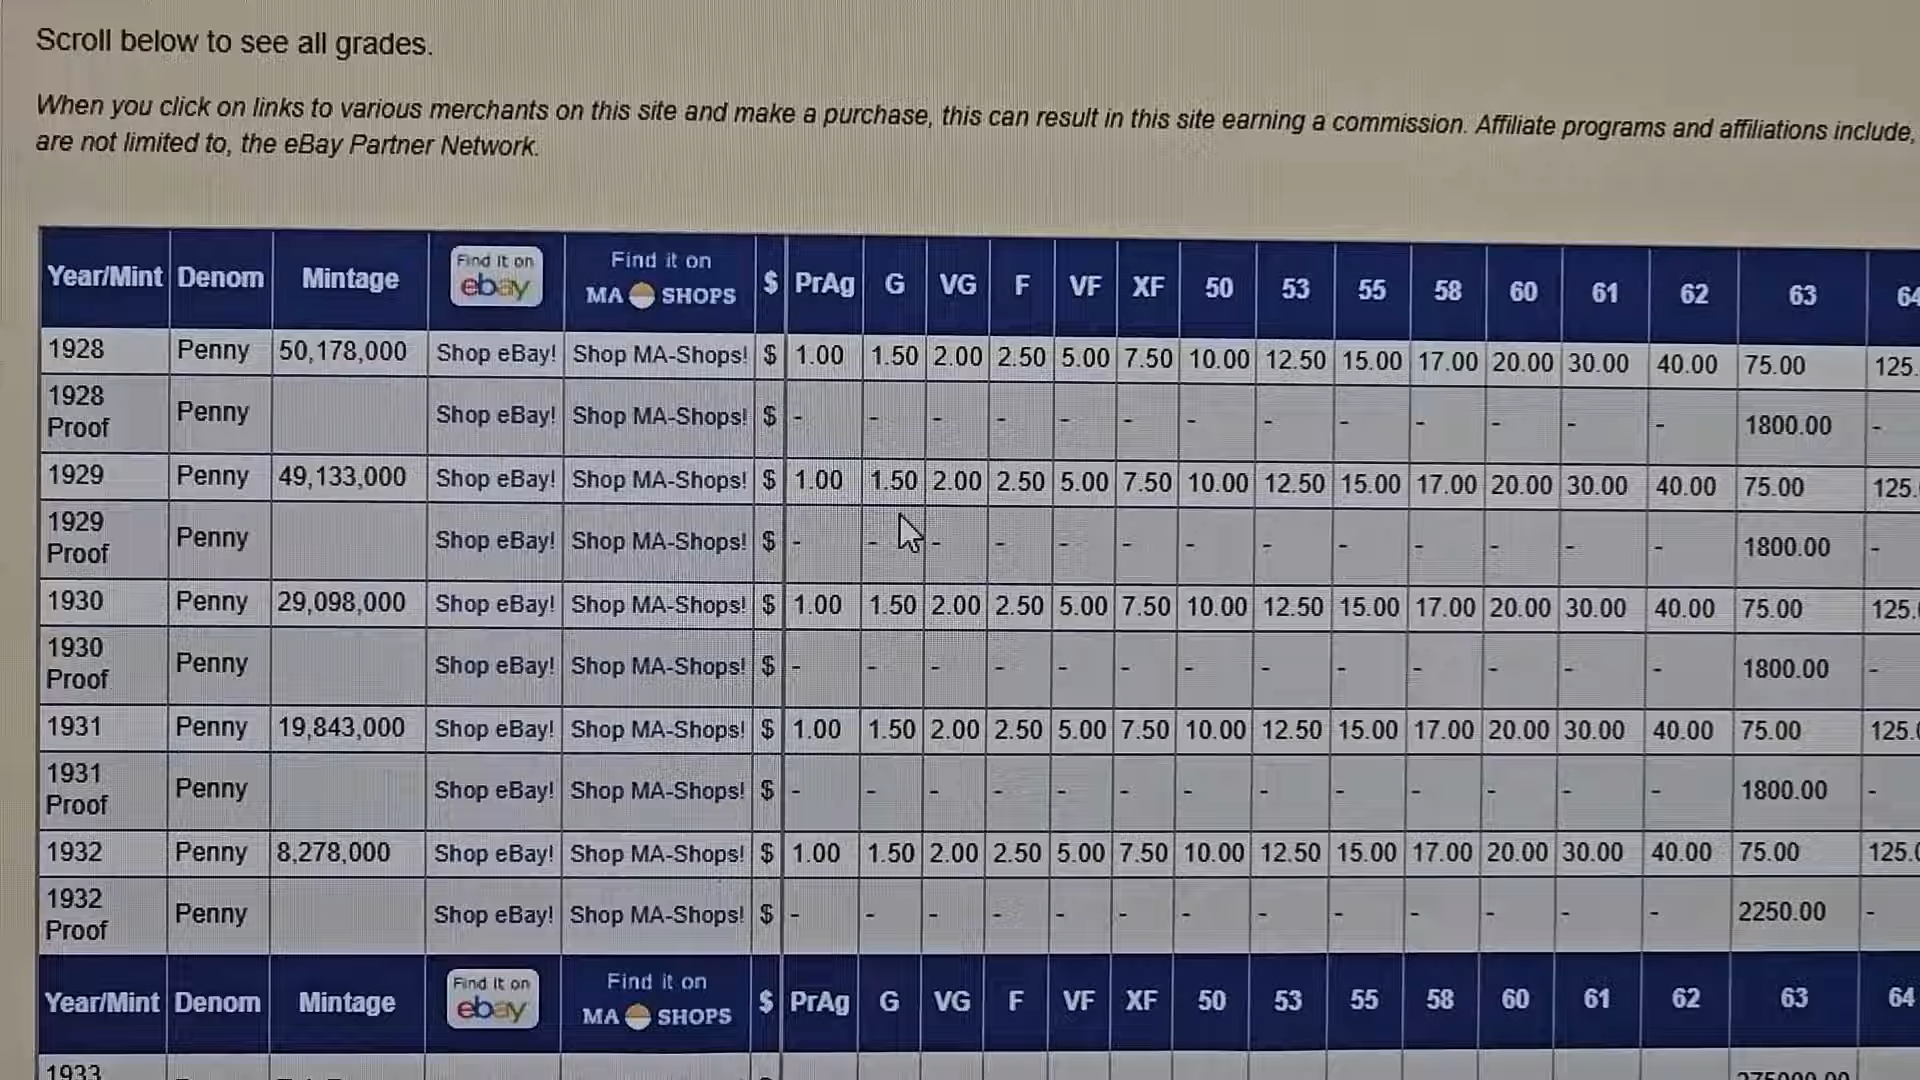 Scroll below to see all grades.
When you click on links to various merchants on this site and make a purchase, this can result in this site earning a commission. Affiliate programs and affiliations include,
are not limited to, the eBay Partner Network.
Year/Mint Denom Mintage Find it on ebay Find it on MA SHOPS $ PrAg G VG F VF XF 50 53 55 58 60 61 62 63 64
1928 Penny 50,178,000 Shop eBay! Shop MA-Shops! $ 1.00 1.50 2.00 2.50 5.00 7.50 10.00 12.50 15.00 17.00 20.00 30.00 40.00 75.00 125.
1928 Proof Penny Shop eBay! Shop MA-Shops! $ - - - - - - - - - - - - - 1800.00 -
1929 Penny 49,133,000 Shop eBay! Shop MA-Shops! $ 1.00 1.50 2.00 2.50 5.00 7.50 10.00 12.50 15.00 17.00 20.00 30.00 40.00 75.00 125.
1929 Proof Penny Shop eBay! Shop MA-Shops! $ - - - - - - - - - - - - - 1800.00 -
1930 Penny 29,098,000 Shop eBay! Shop MA-Shops! $ 1.00 1.50 2.00 2.50 5.00 7.50 10.00 12.50 15.00 17.00 20.00 30.00 40.00 75.00 125.
1930 Proof Penny Shop eBay! Shop MA-Shops! $ - - - - - - - - - - - - - 1800.00 -
1931 Penny 19,843,000 Shop eBay! Shop MA-Shops! $ 1.00 1.50 2.00 2.50 5.00 7.50 10.00 12.50 15.00 17.00 20.00 30.00 40.00 75.00 125.0
1931 Proof Penny Shop eBay! Shop MA-Shops! $ - - - - - - - - - - - - - 1800.00 -
1932 Penny 8,278,000 Shop eBay! Shop MA-Shops! $ 1.00 1.50 2.00 2.50 5.00 7.50 10.00 12.50 15.00 17.00 20.00 30.00 40.00 75.00 125.0
1932 Proof Penny Shop eBay! Shop MA-Shops! $ - - - - - - - - - - - - - 2250.00 -
Year/Mint Denom Mintage Find it on ebay Find it on MA SHOPS $ PrAg G VG F VF XF 50 53 55 58 60 61 62 63 64
1933